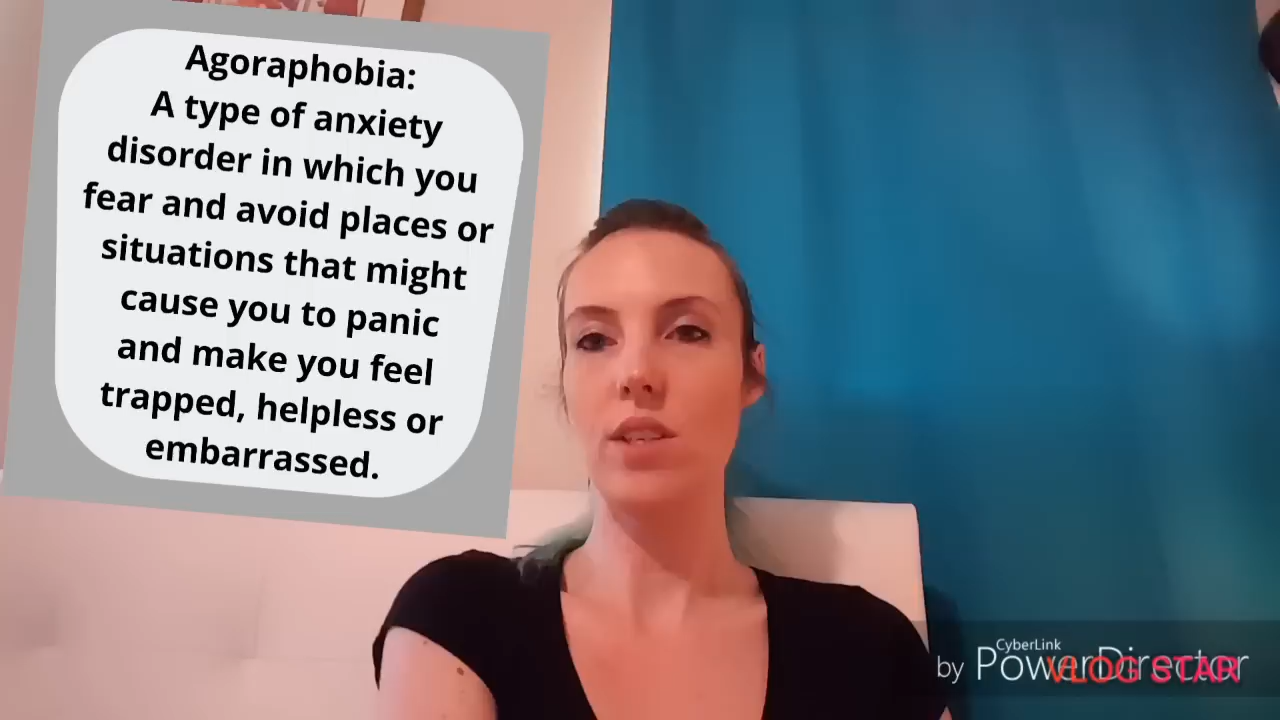 Agoraphobia:
A type of anxiety
disorder in which you
fear and avoid places or
situations that might
cause you to panic
and make you feel
trapped, helpless or
embarrassed.
CyberLink
by PowerDirector
VLOG STAR